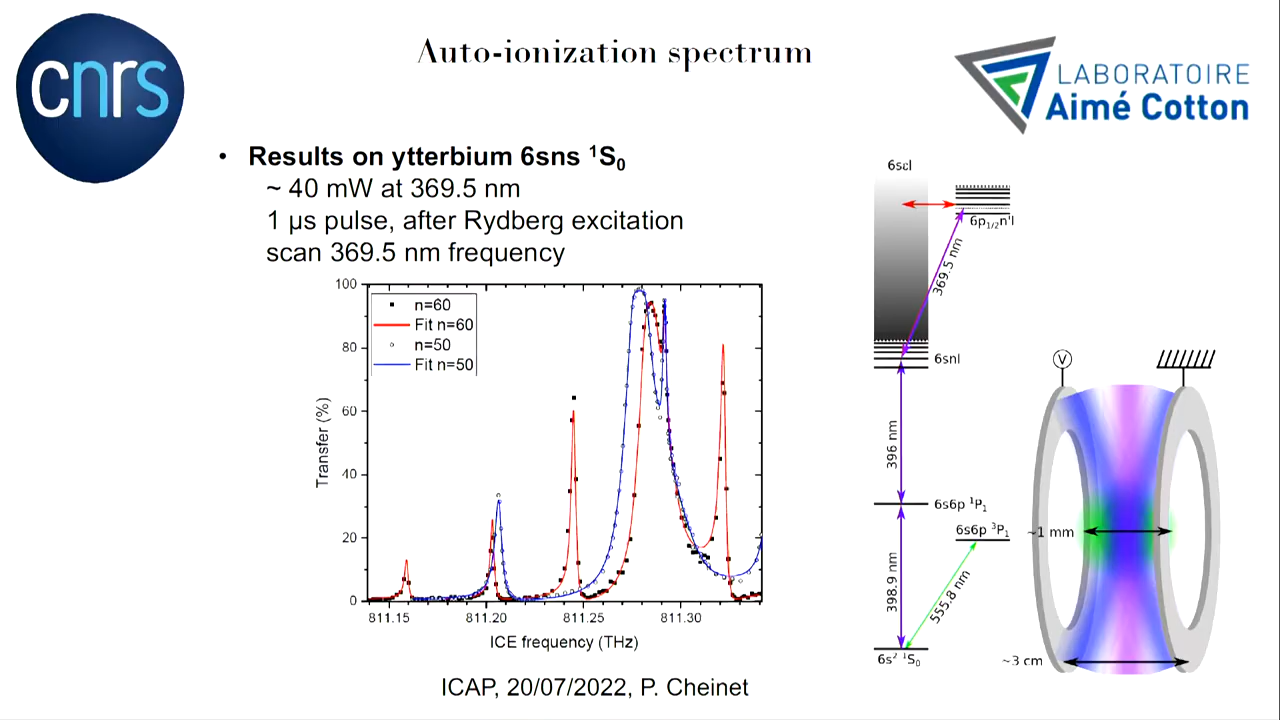 cnrs
Auto-ionization spectrum
LABORATOIRE
Aimé Cotton
• Results on ytterbium 6sns ¹S₀
~ 40 mW at 369.5 nm
1 µs pulse, after Rydberg excitation
scan 369.5 nm frequency
100
80
60
40
20
0
Transfer (%)
n=60
Fit n=60
n=50
Fit n=50
811.15
811.20
811.25
811.30
ICE frequency (THz)
6sεl
6p₁/₂n'l
369.5 nm
6snl
396 nm
6s6p ¹P₁
6s6p ³P₁
398.9 nm
555.8 nm
6s² ¹S₀
V
~1 mm
~3 cm
ICAP, 20/07/2022, P. Cheinet